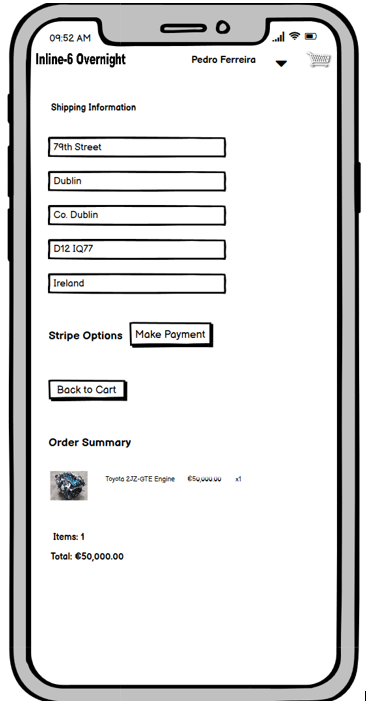 09:52 AM
Inline-6 Overnight Pedro Ferreira
Shipping Information
79th Street
Dublin
Co. Dublin
D12 IQ77
Ireland
Stripe Options Make Payment
Back to Cart
Order Summary
Toyota 2JZ-GTE Engine €50,000.00 x1
Items: 1
Total: €50,000.00